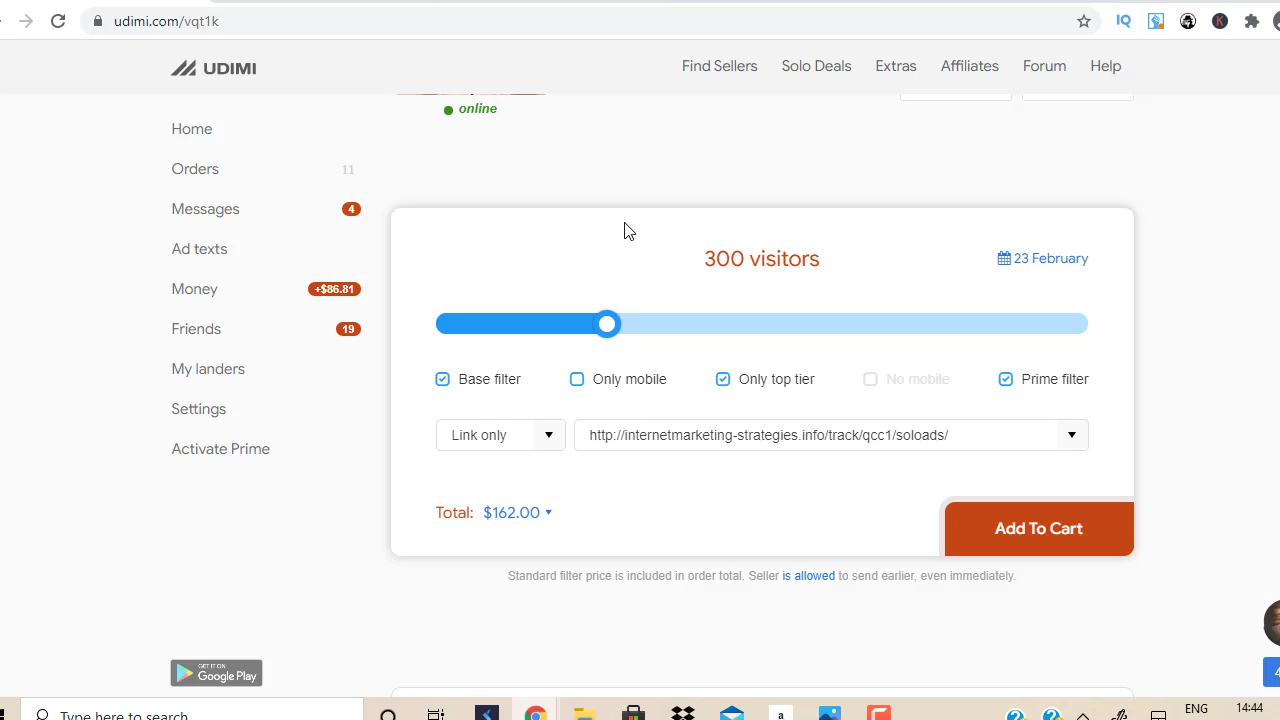 udimi.com/vqt1k
IQ
K
UDIMI
Find Sellers Solo Deals Extras Affiliates Forum Help
online
Home
Orders 11
Messages 4
Ad texts
Money +$86.81
Friends 19
My landers
Settings
Activate Prime
300 visitors
23 February
Base filter Only mobile Only top tier No mobile Prime filter
Link only http://internetmarketing-strategies.info/track/qcc1/soloads/
Total: $162.00
Add To Cart
Standard filter price is included in order total. Seller is allowed to send earlier, even immediately.
GET IT ON
Google Play
4
Type here to search
a
ENG
14:44